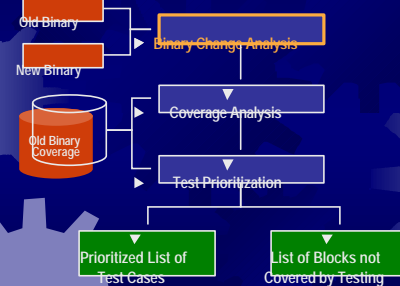 Old Binary
Binary Change Analysis
New Binary
Coverage Analysis
Old Binary
Coverage
Test Prioritization
Prioritized List of
Test Cases
List of Blocks not
Covered by Testing